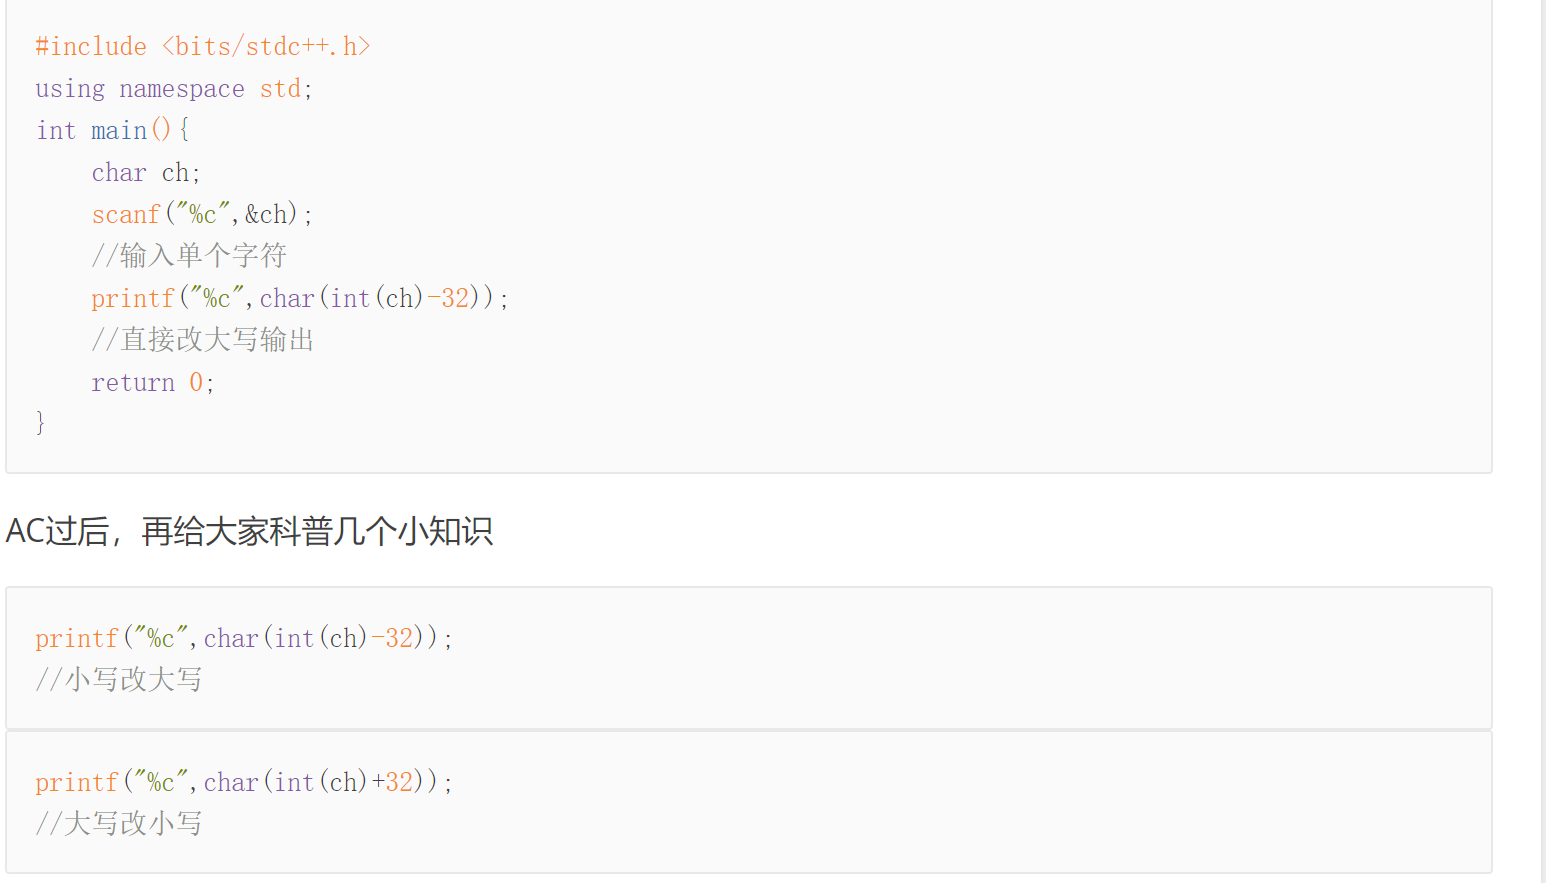 #include <bits/stdc++.h>
using namespace std;
int main(){
    char ch;
    scanf("%c",&ch);
    //输入单个字符
    printf("%c",char(int(ch)-32));
    //直接改大写输出
    return 0;
}
AC过后，再给大家科普几个小知识
printf("%c",char(int(ch)-32));
//小写改大写
printf("%c",char(int(ch)+32));
//大写改小写